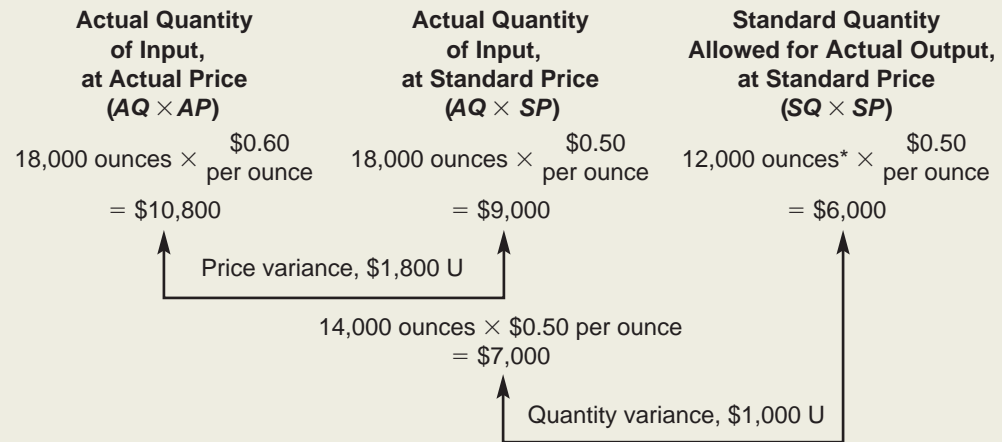 Actual Quantity
of Input,
at Actual Price
(AQ × AP)
18,000 ounces × $0.60 per ounce
= $10,800
Actual Quantity
of Input,
at Standard Price
(AQ × SP)
18,000 ounces × $0.50 per ounce
= $9,000
Standard Quantity
Allowed for Actual Output,
at Standard Price
(SQ × SP)
12,000 ounces* × $0.50 per ounce
= $6,000
Price variance, $1,800 U
14,000 ounces × $0.50 per ounce
= $7,000
Quantity variance, $1,000 U